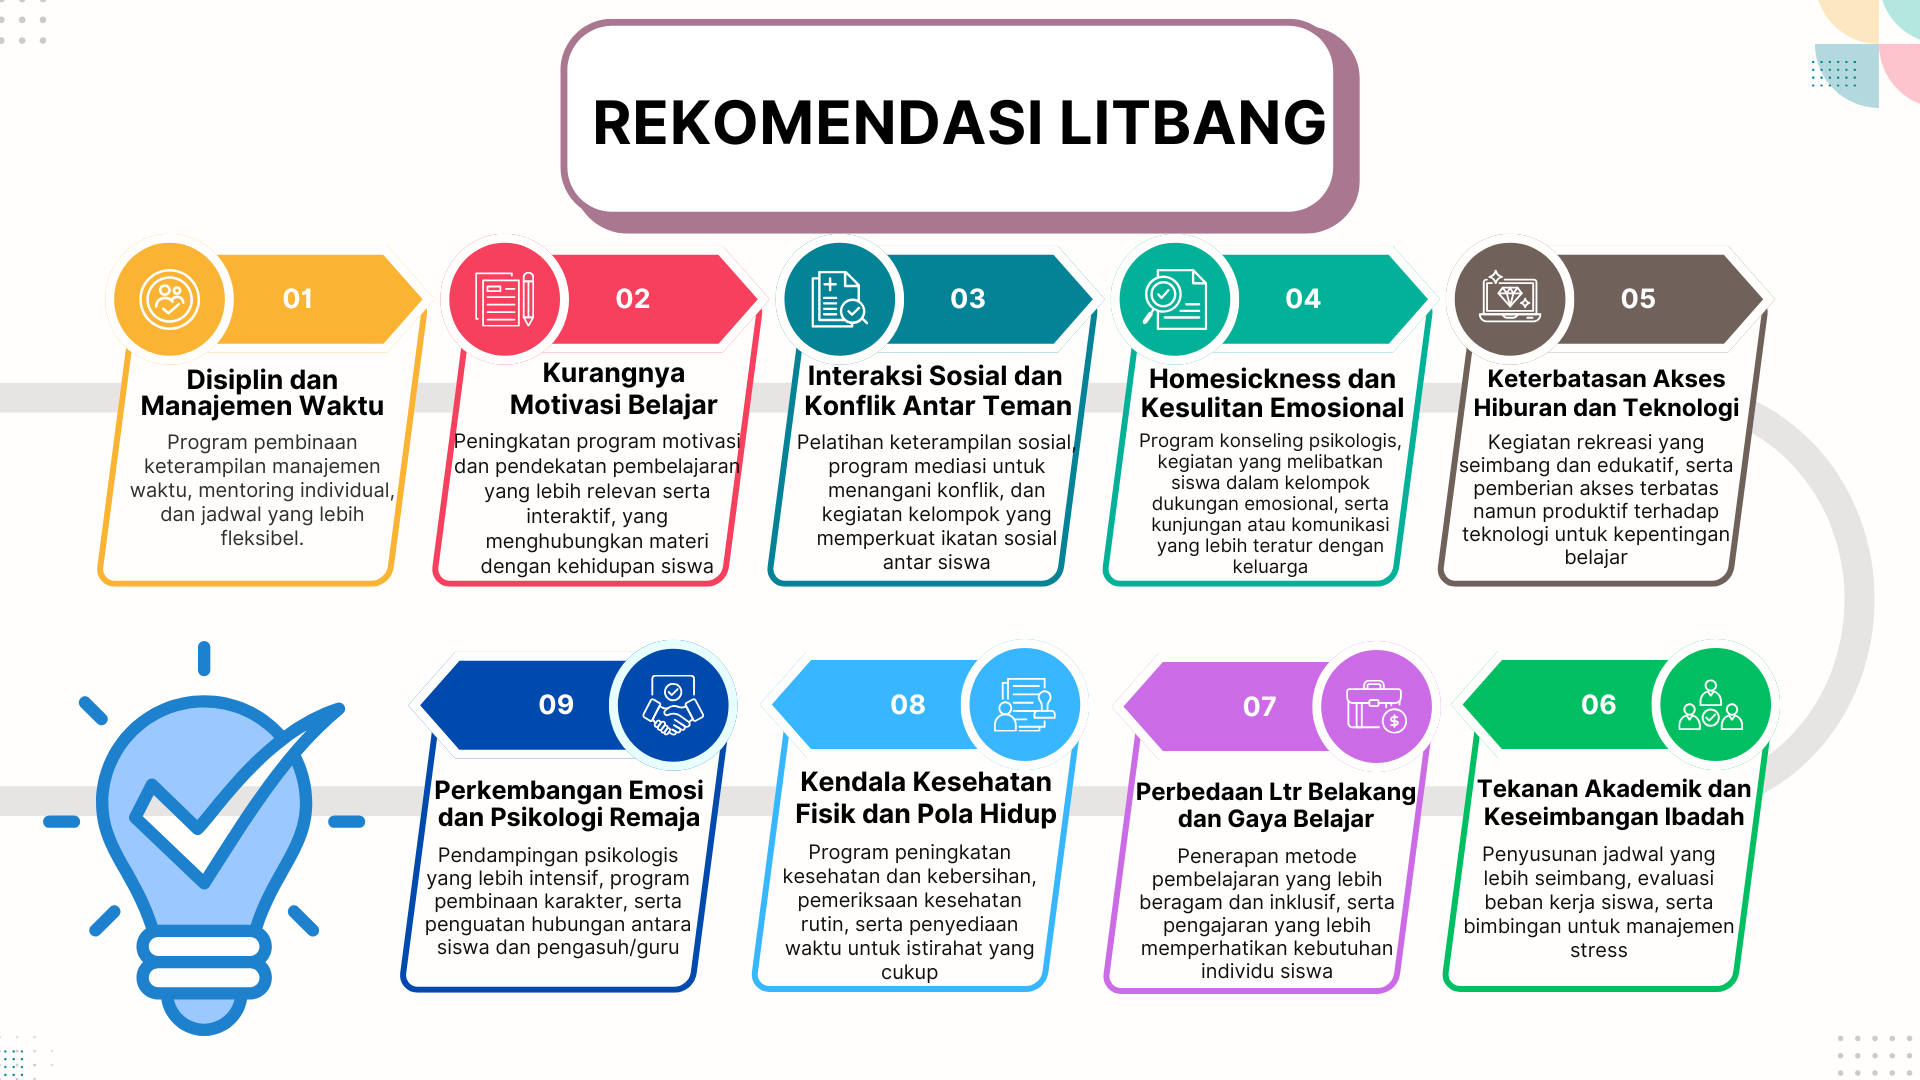 REKOMENDASI LITBANG
01
Disiplin dan
Manajemen Waktu
Program pembinaan
keterampilan manajemen
waktu, mentoring individual,
dan jadwal yang lebih
fleksibel.
02
Kurangnya
Motivasi Belajar
Peningkatan program motivasi
dan pendekatan pembelajaran
yang lebih relevan serta
interaktif, yang
menghubungkan materi
dengan kehidupan siswa
03
Interaksi Sosial dan
Konflik Antar Teman
Pelatihan keterampilan sosial,
program mediasi untuk
menangani konflik, dan
kegiatan kelompok yang
memperkuat ikatan sosial
antar siswa
04
Homesickness dan
Kesulitan Emosional
Program konseling psikologis,
kegiatan yang melibatkan
siswa dalam kelompok
dukungan emosional, serta
kunjungan atau komunikasi
yang lebih teratur dengan
keluarga
05
Keterbatasan Akses
Hiburan dan Teknologi
Kegiatan rekreasi yang
seimbang dan edukatif, serta
pemberian akses terbatas
namun produktif terhadap
teknologi untuk kepentingan
belajar
06
Tekanan Akademik dan
Keseimbangan Ibadah
Penyusunan jadwal yang
lebih seimbang, evaluasi
beban kerja siswa, serta
bimbingan untuk manajemen
stress
07
Perbedaan Ltr Belakang
dan Gaya Belajar
Penerapan metode
pembelajaran yang lebih
beragam dan inklusif, serta
pengajaran yang lebih
memperhatikan kebutuhan
individu siswa
08
Kendala Kesehatan
Fisik dan Pola Hidup
Program peningkatan
kesehatan dan kebersihan,
pemeriksaan kesehatan
rutin, serta penyediaan
waktu untuk istirahat yang
cukup
09
Perkembangan Emosi
dan Psikologi Remaja
Pendampingan psikologis
yang lebih intensif, program
pembinaan karakter, serta
penguatan hubungan antara
siswa dan pengasuh/guru